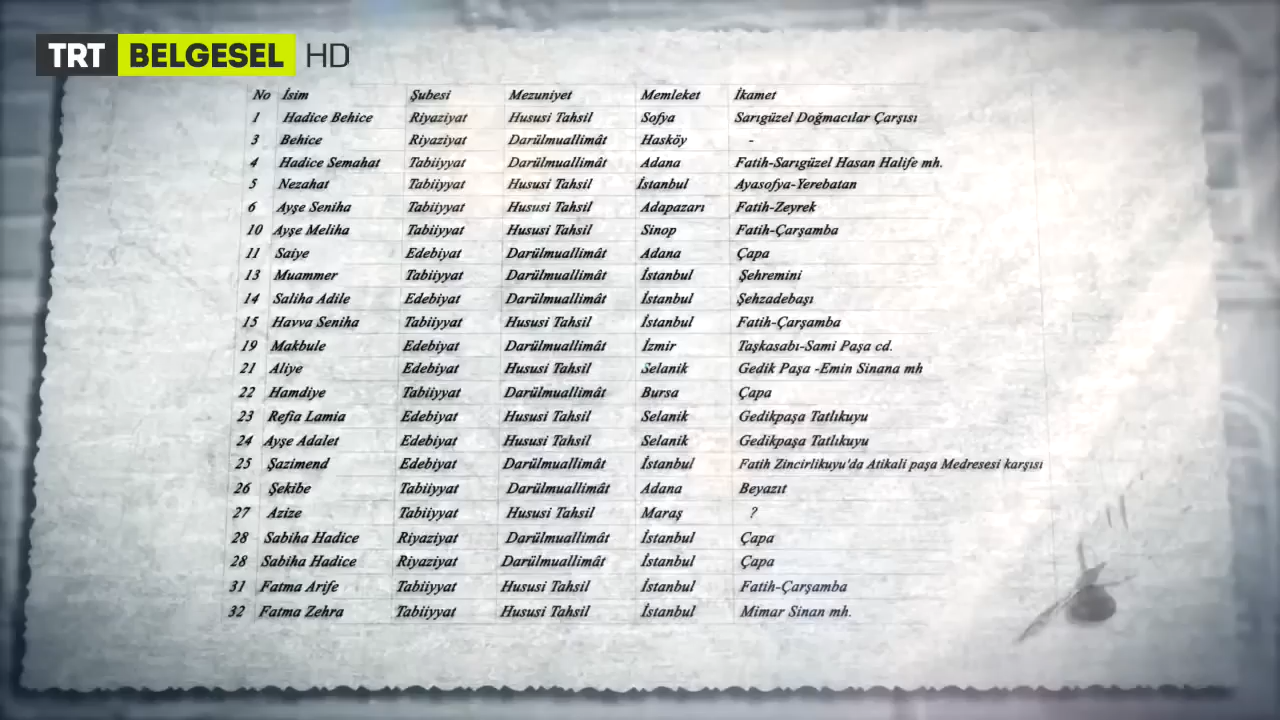 TRT BELGESEL HD
No İsim Şubesi Mezuniyet Memleket İkamet
1 Hadice Behice Riyaziyat Hususi Tahsil Sofya Sarıgüzel Doğmacılar Çarşısı
3 Behice Riyaziyat Darülmuallimât Hasköy -
4 Hadice Semahat Tabiiyyat Darülmuallimât Adana Fatih-Sarıgüzel Hasan Halife mh.
5 Nezahat Tabiiyyat Hususi Tahsil İstanbul Ayasofya-Yerebatan
6 Ayşe Seniha Tabiiyyat Hususi Tahsil Adapazarı Fatih-Zeyrek
10 Ayşe Meliha Tabiiyyat Hususi Tahsil Sinop Fatih-Çarşamba
11 Saiye Edebiyat Darülmuallimât Adana Çapa
13 Muammer Tabiiyyat Darülmuallimât İstanbul Şehremini
14 Saliha Adile Edebiyat Darülmuallimât İstanbul Şehzadebaşı
15 Havva Seniha Tabiiyyat Hususi Tahsil İstanbul Fatih-Çarşamba
19 Makbule Edebiyat Darülmuallimât İzmir Taşkasabı-Sami Paşa cd.
21 Aliye Edebiyat Hususi Tahsil Selanik Gedik Paşa -Emin Sinana mh
22 Hamdiye Tabiiyyat Darülmuallimât Bursa Çapa
23 Refia Lamia Edebiyat Hususi Tahsil Selanik Gedikpaşa Tatlıkuyu
24 Ayşe Adalet Edebiyat Hususi Tahsil Selanik Gedikpaşa Tatlıkuyu
25 Şazimend Edebiyat Darülmuallimât İstanbul Fatih Zincirlikuyu'da Atikali paşa Medresesi karşısı
26 Şekibe Tabiiyyat Darülmuallimât Adana Beyazıt
27 Azize Tabiiyyat Hususi Tahsil Maraş ?
28 Sabiha Hadice Riyaziyat Darülmuallimât İstanbul Çapa
28 Sabiha Hadice Riyaziyat Darülmuallimât İstanbul Çapa
31 Fatma Arife Tabiiyyat Hususi Tahsil İstanbul Fatih-Çarşamba
32 Fatma Zehra Tabiiyyat Hususi Tahsil İstanbul Mimar Sinan mh.